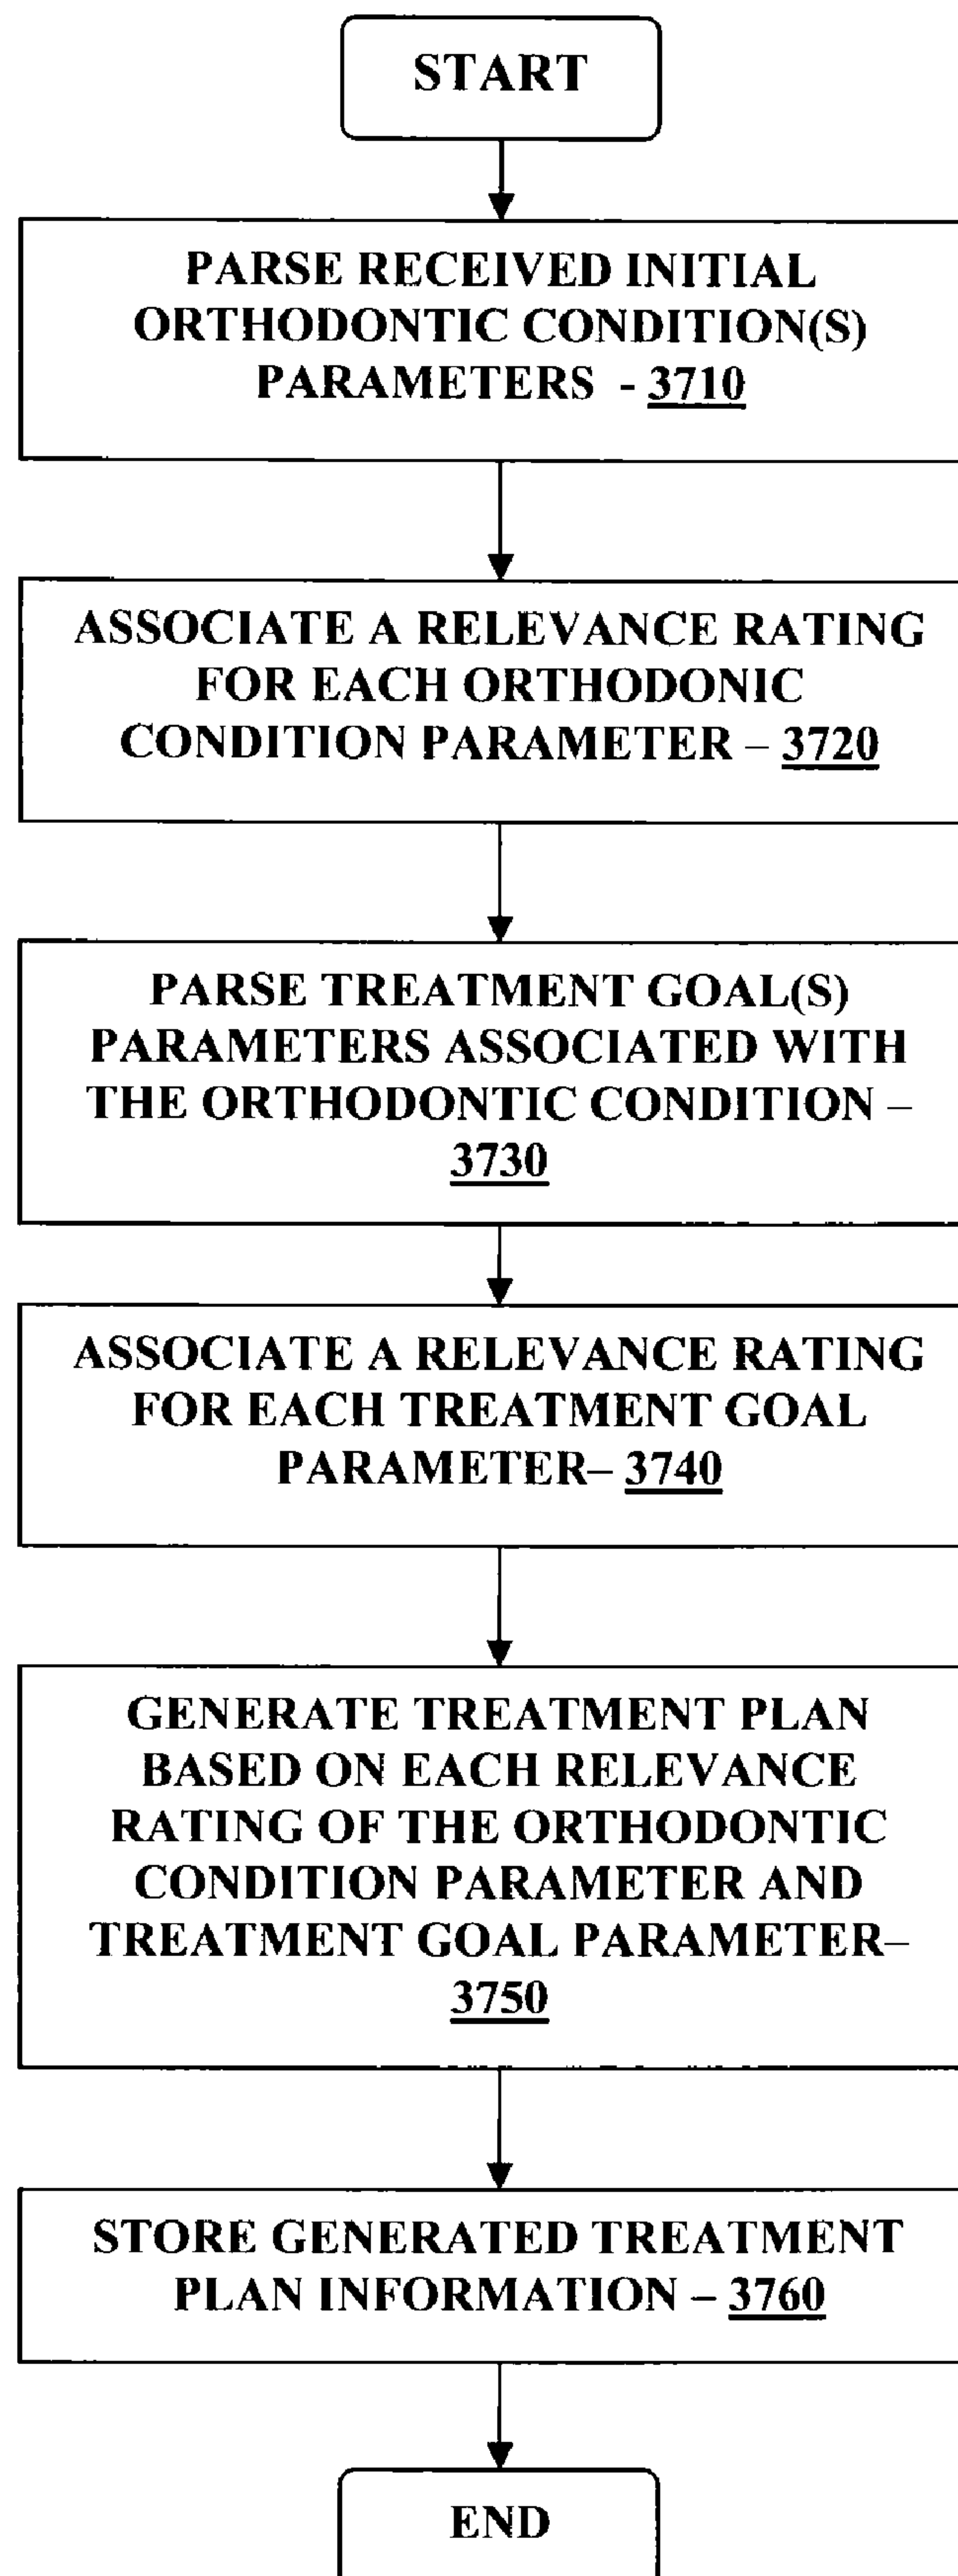 START
PARSE RECEIVED INITIAL
ORTHODONTIC CONDITION(S)
PARAMETERS - 3710
ASSOCIATE A RELEVANCE RATING
FOR EACH ORTHODONIC
CONDITION PARAMETER – 3720
PARSE TREATMENT GOAL(S)
PARAMETERS ASSOCIATED WITH
THE ORTHODONTIC CONDITION –
3730
ASSOCIATE A RELEVANCE RATING
FOR EACH TREATMENT GOAL
PARAMETER– 3740
GENERATE TREATMENT PLAN
BASED ON EACH RELEVANCE
RATING OF THE ORTHODONTIC
CONDITION PARAMETER AND
TREATMENT GOAL PARAMETER–
3750
STORE GENERATED TREATMENT
PLAN INFORMATION – 3760
END